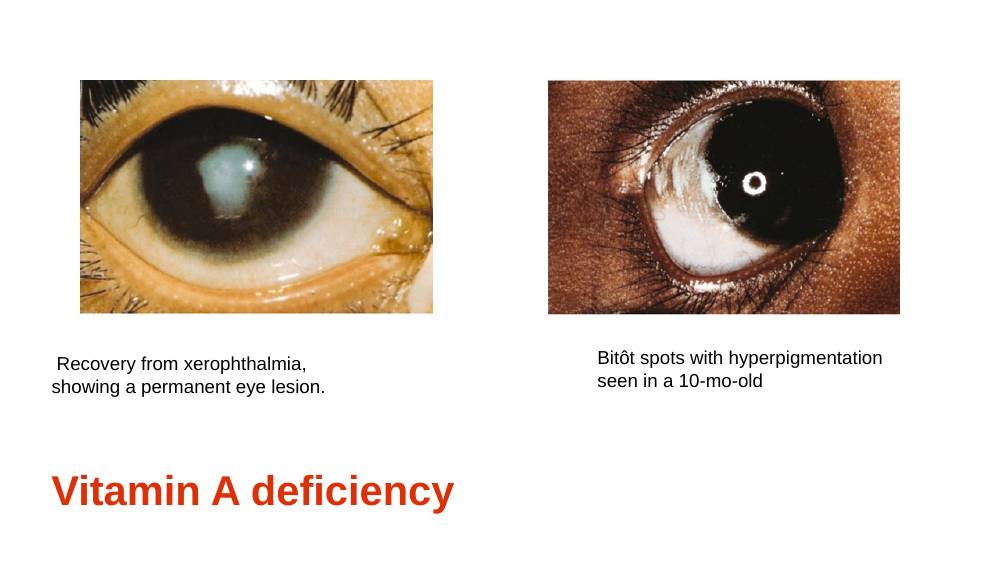 Recovery from xerophthalmia,
showing a permanent eye lesion.
Bitôt spots with hyperpigmentation
seen in a 10-mo-old
Vitamin A deficiency